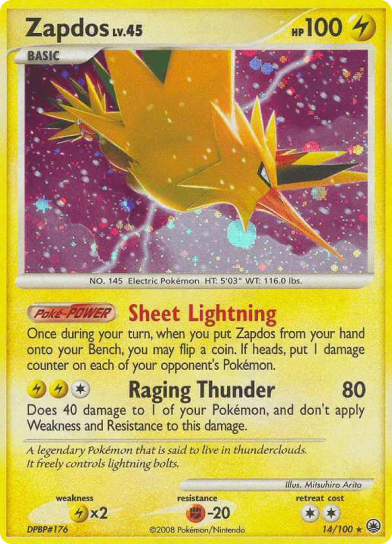 Zapdos LV.45 HP 100
BASIC
NO. 145 Electric Pokémon HT: 5'03" WT: 116.0 lbs.
Poké-POWER Sheet Lightning
Once during your turn, when you put Zapdos from your hand
onto your Bench, you may flip a coin. If heads, put 1 damage
counter on each of your opponent's Pokémon.
Raging Thunder 80
Does 40 damage to 1 of your Pokémon, and don't apply
Weakness and Resistance to this damage.
A legendary Pokémon that is said to live in thunderclouds.
It freely controls lightning bolts.
Illus. Mitsuhiro Arita
weakness resistance retreat cost
×2 -20
DPBP#176 ©2008 Pokémon/Nintendo 14/100 ★